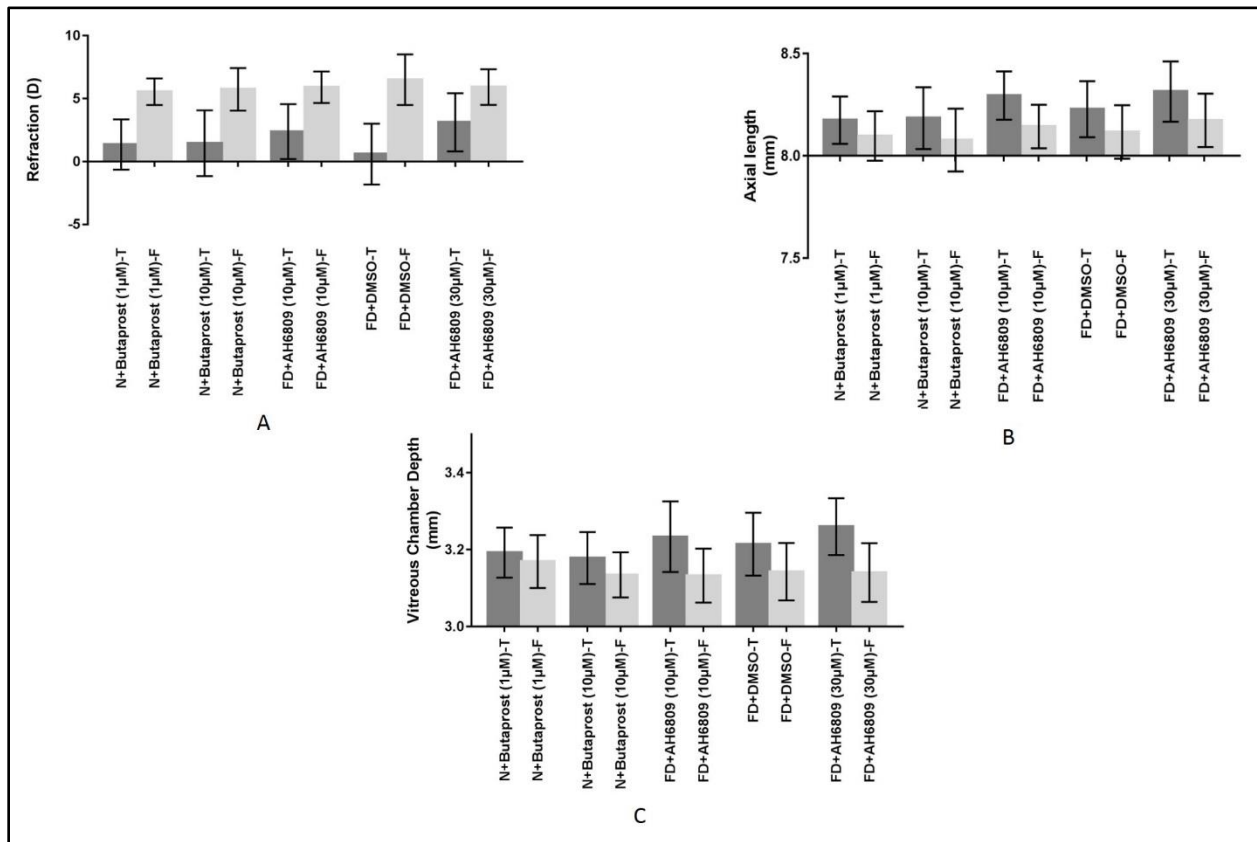 10
5
0
-5
Refraction (D)
N+Butaprost (1µM)-T
N+Butaprost (1µM)-F
N+Butaprost (10µM)-T
N+Butaprost (10µM)-F
FD+AH6809 (10µM)-T
FD+AH6809 (10µM)-F
FD+DMSO-T
FD+DMSO-F
FD+AH6809 (30µM)-T
FD+AH6809 (30µM)-F
A
8.5
8.0
7.5
Axial length
(mm)
N+Butaprost (1µM)-T
N+Butaprost (1µM)-F
N+Butaprost (10µM)-T
N+Butaprost (10µM)-F
FD+AH6809 (10µM)-T
FD+AH6809 (10µM)-F
FD+DMSO-T
FD+DMSO-F
FD+AH6809 (30µM)-T
FD+AH6809 (30µM)-F
B
3.4
3.2
3.0
Vitreous Chamber Depth
(mm)
N+Butaprost (1µM)-T
N+Butaprost (1µM)-F
N+Butaprost (10µM)-T
N+Butaprost (10µM)-F
FD+AH6809 (10µM)-T
FD+AH6809 (10µM)-F
FD+DMSO-T
FD+DMSO-F
FD+AH6809 (30µM)-T
FD+AH6809 (30µM)-F
C